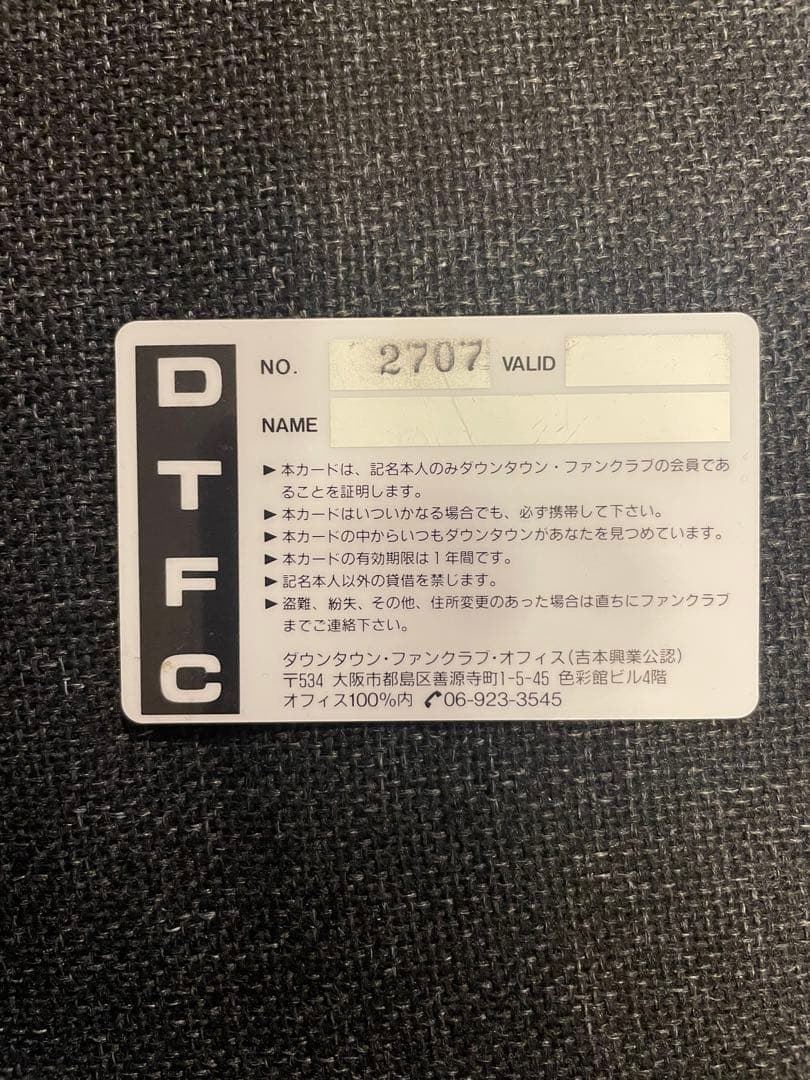 DTFC
NO. 2707 VALID
NAME
▶本カードは、記名本人のみダウンタウン・ファンクラブの会員であ
ることを証明します。
▶本カードはいついかなる場合でも、必ず携帯して下さい。
▶本カードの中からいつもダウンタウンがあなたを見つめています。
▶本カードの有効期限は1年間です。
▶記名本人以外の貸借を禁じます。
▶盗難、紛失、その他、住所変更のあった場合は直ちにファンクラブ
までご連絡下さい。
ダウンタウン・ファンクラブ・オフィス(吉本興業公認)
〒534 大阪市都島区善源寺町1-5-45 色彩館ビル4階
オフィス100%内 06-923-3545